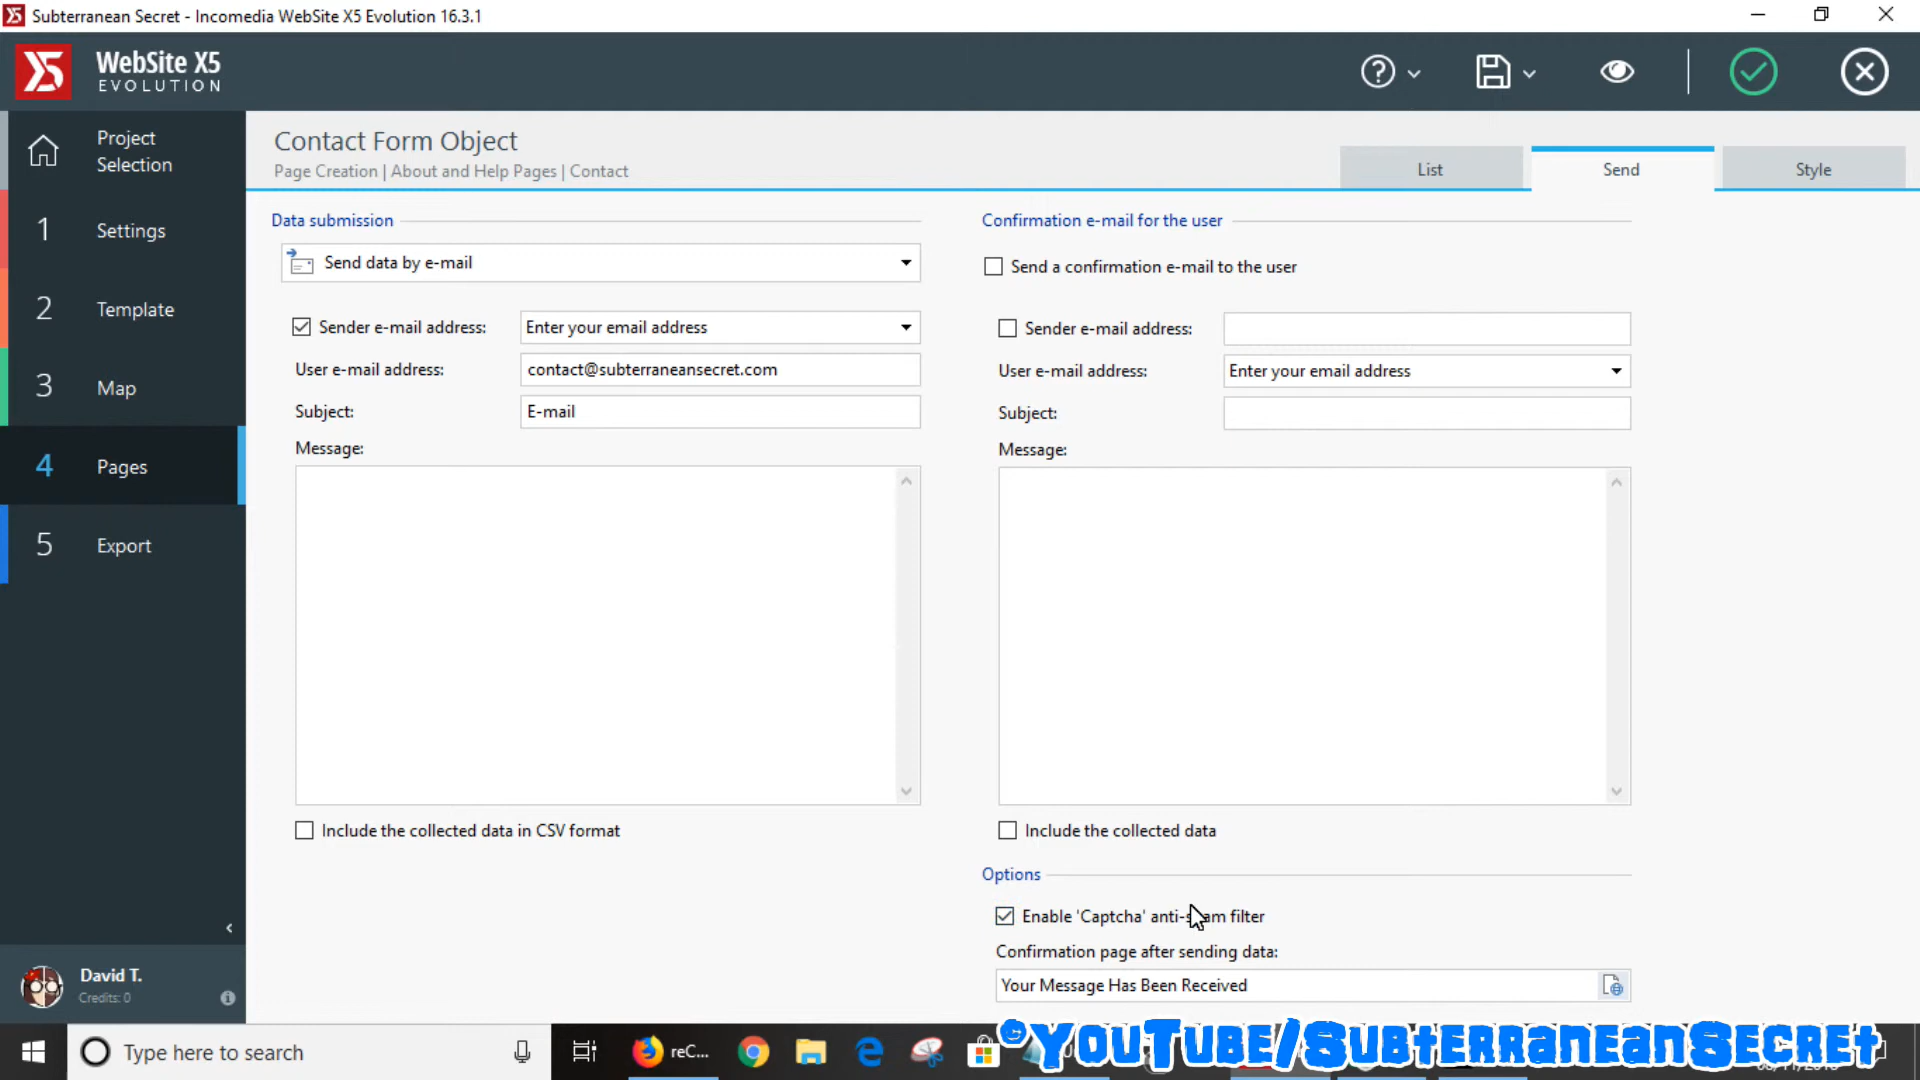 Subterranean Secret - Incomedia WebSite X5 Evolution 16.3.1
WebSite X5
EVOLUTION
Project
Selection
1 Settings
2 Template
3 Map
4 Pages
5 Export
David T.
Credits: 0
Contact Form Object
Page Creation | About and Help Pages | Contact
List
Send
Style
Data submission
Send data by e-mail
Sender e-mail address: Enter your email address
User e-mail address: contact@subterraneansecret.com
Subject: E-mail
Message:
Include the collected data in CSV format
Confirmation e-mail for the user
Send a confirmation e-mail to the user
Sender e-mail address:
User e-mail address: Enter your email address
Subject:
Message:
Include the collected data
Options
Enable 'Captcha' anti-spam filter
Confirmation page after sending data:
Your Message Has Been Received
Type here to search
reC...
©YouTube/SubterraneanSecret